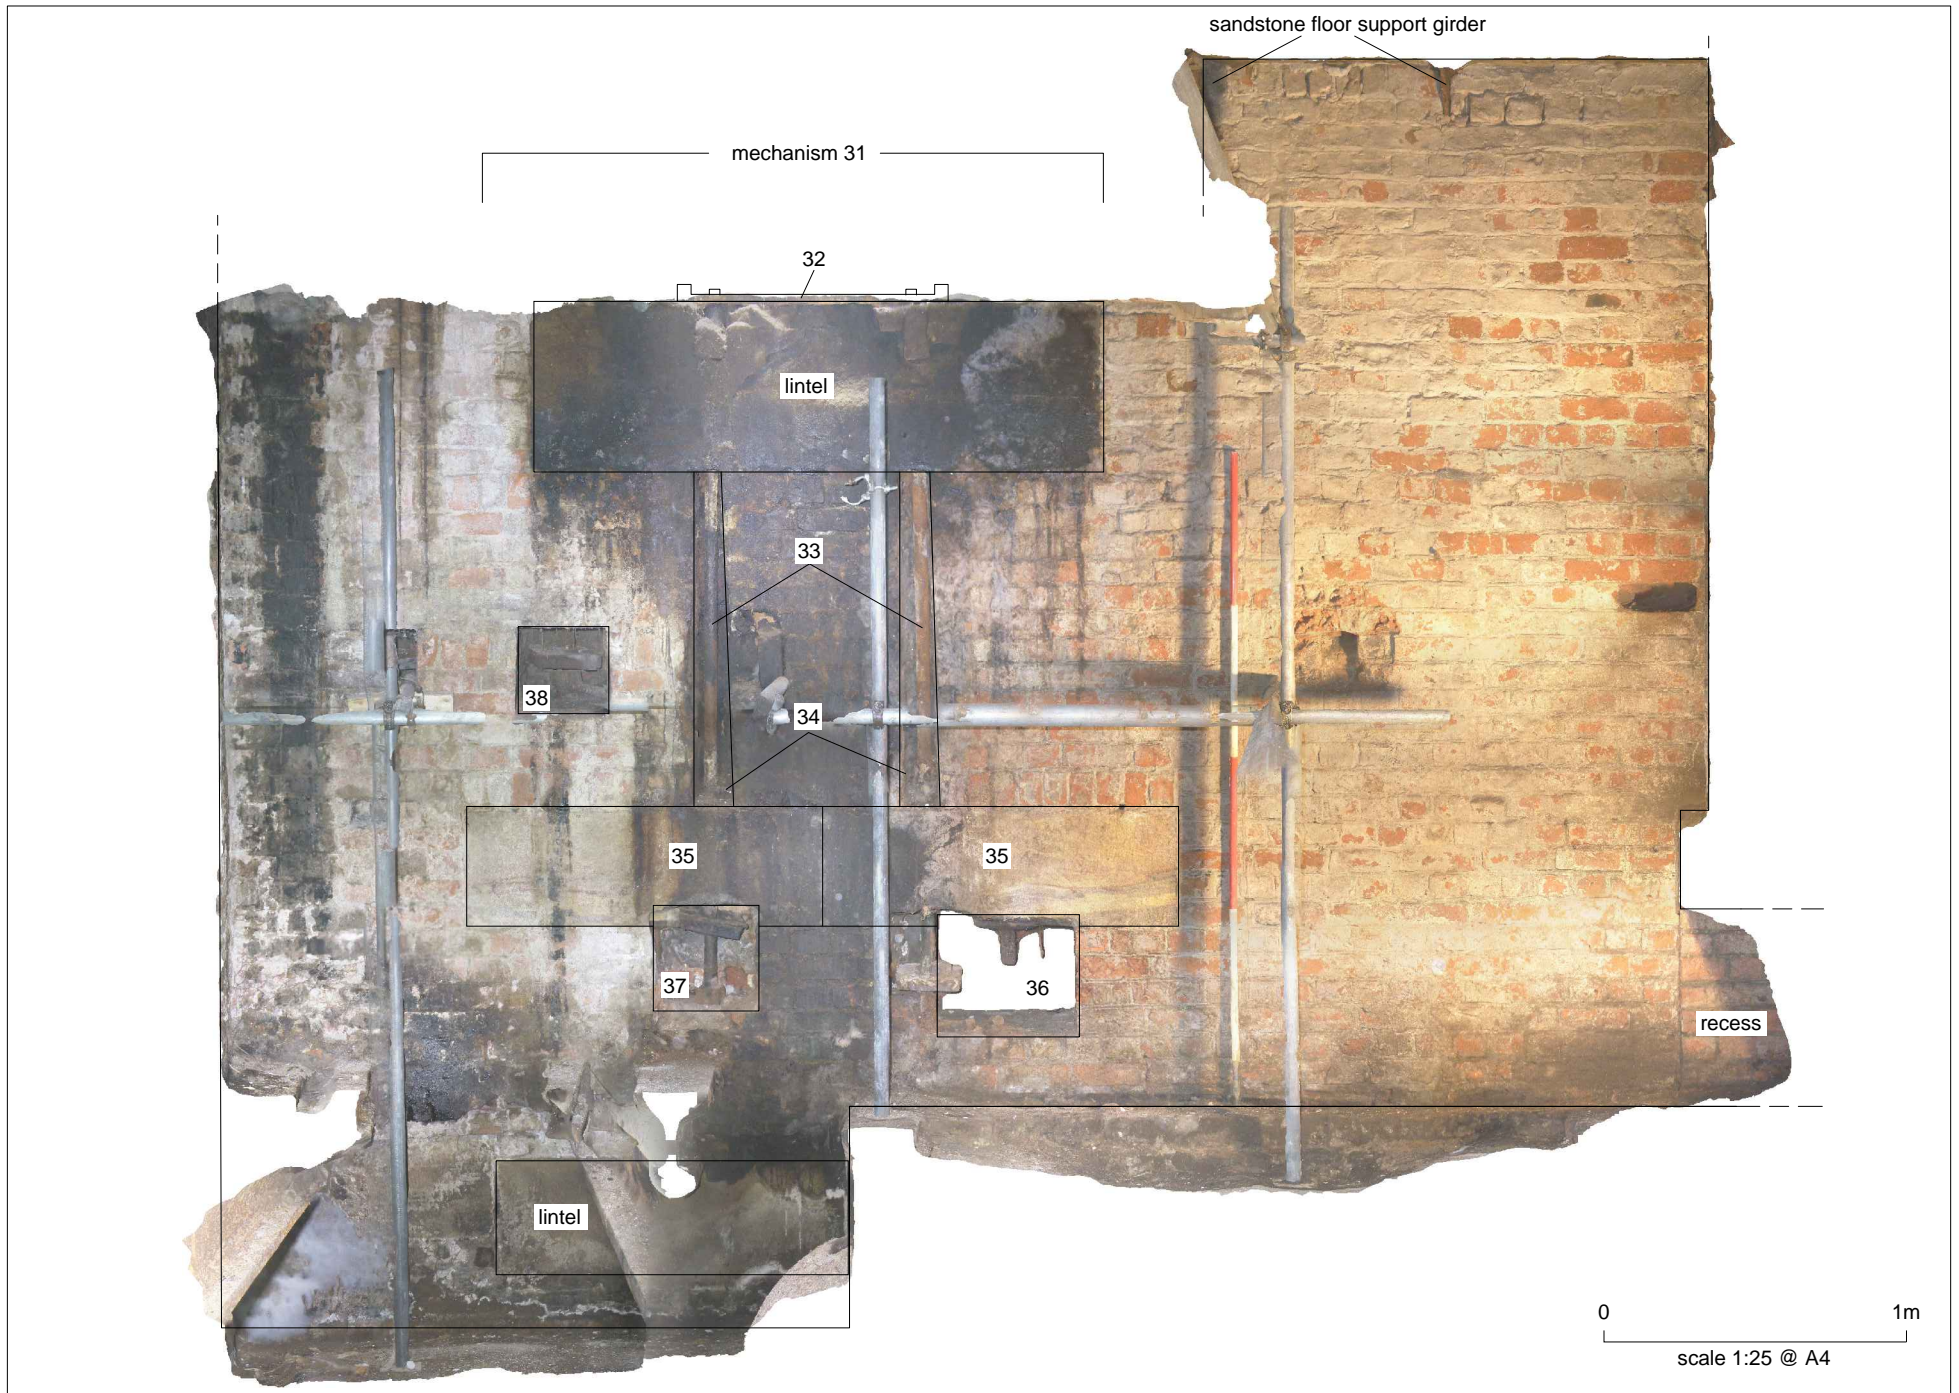 sandstone floor support girder
mechanism 31
32
lintel
33
38
34
35
35
37
36
recess
lintel
0 1m
scale 1:25 @ A4